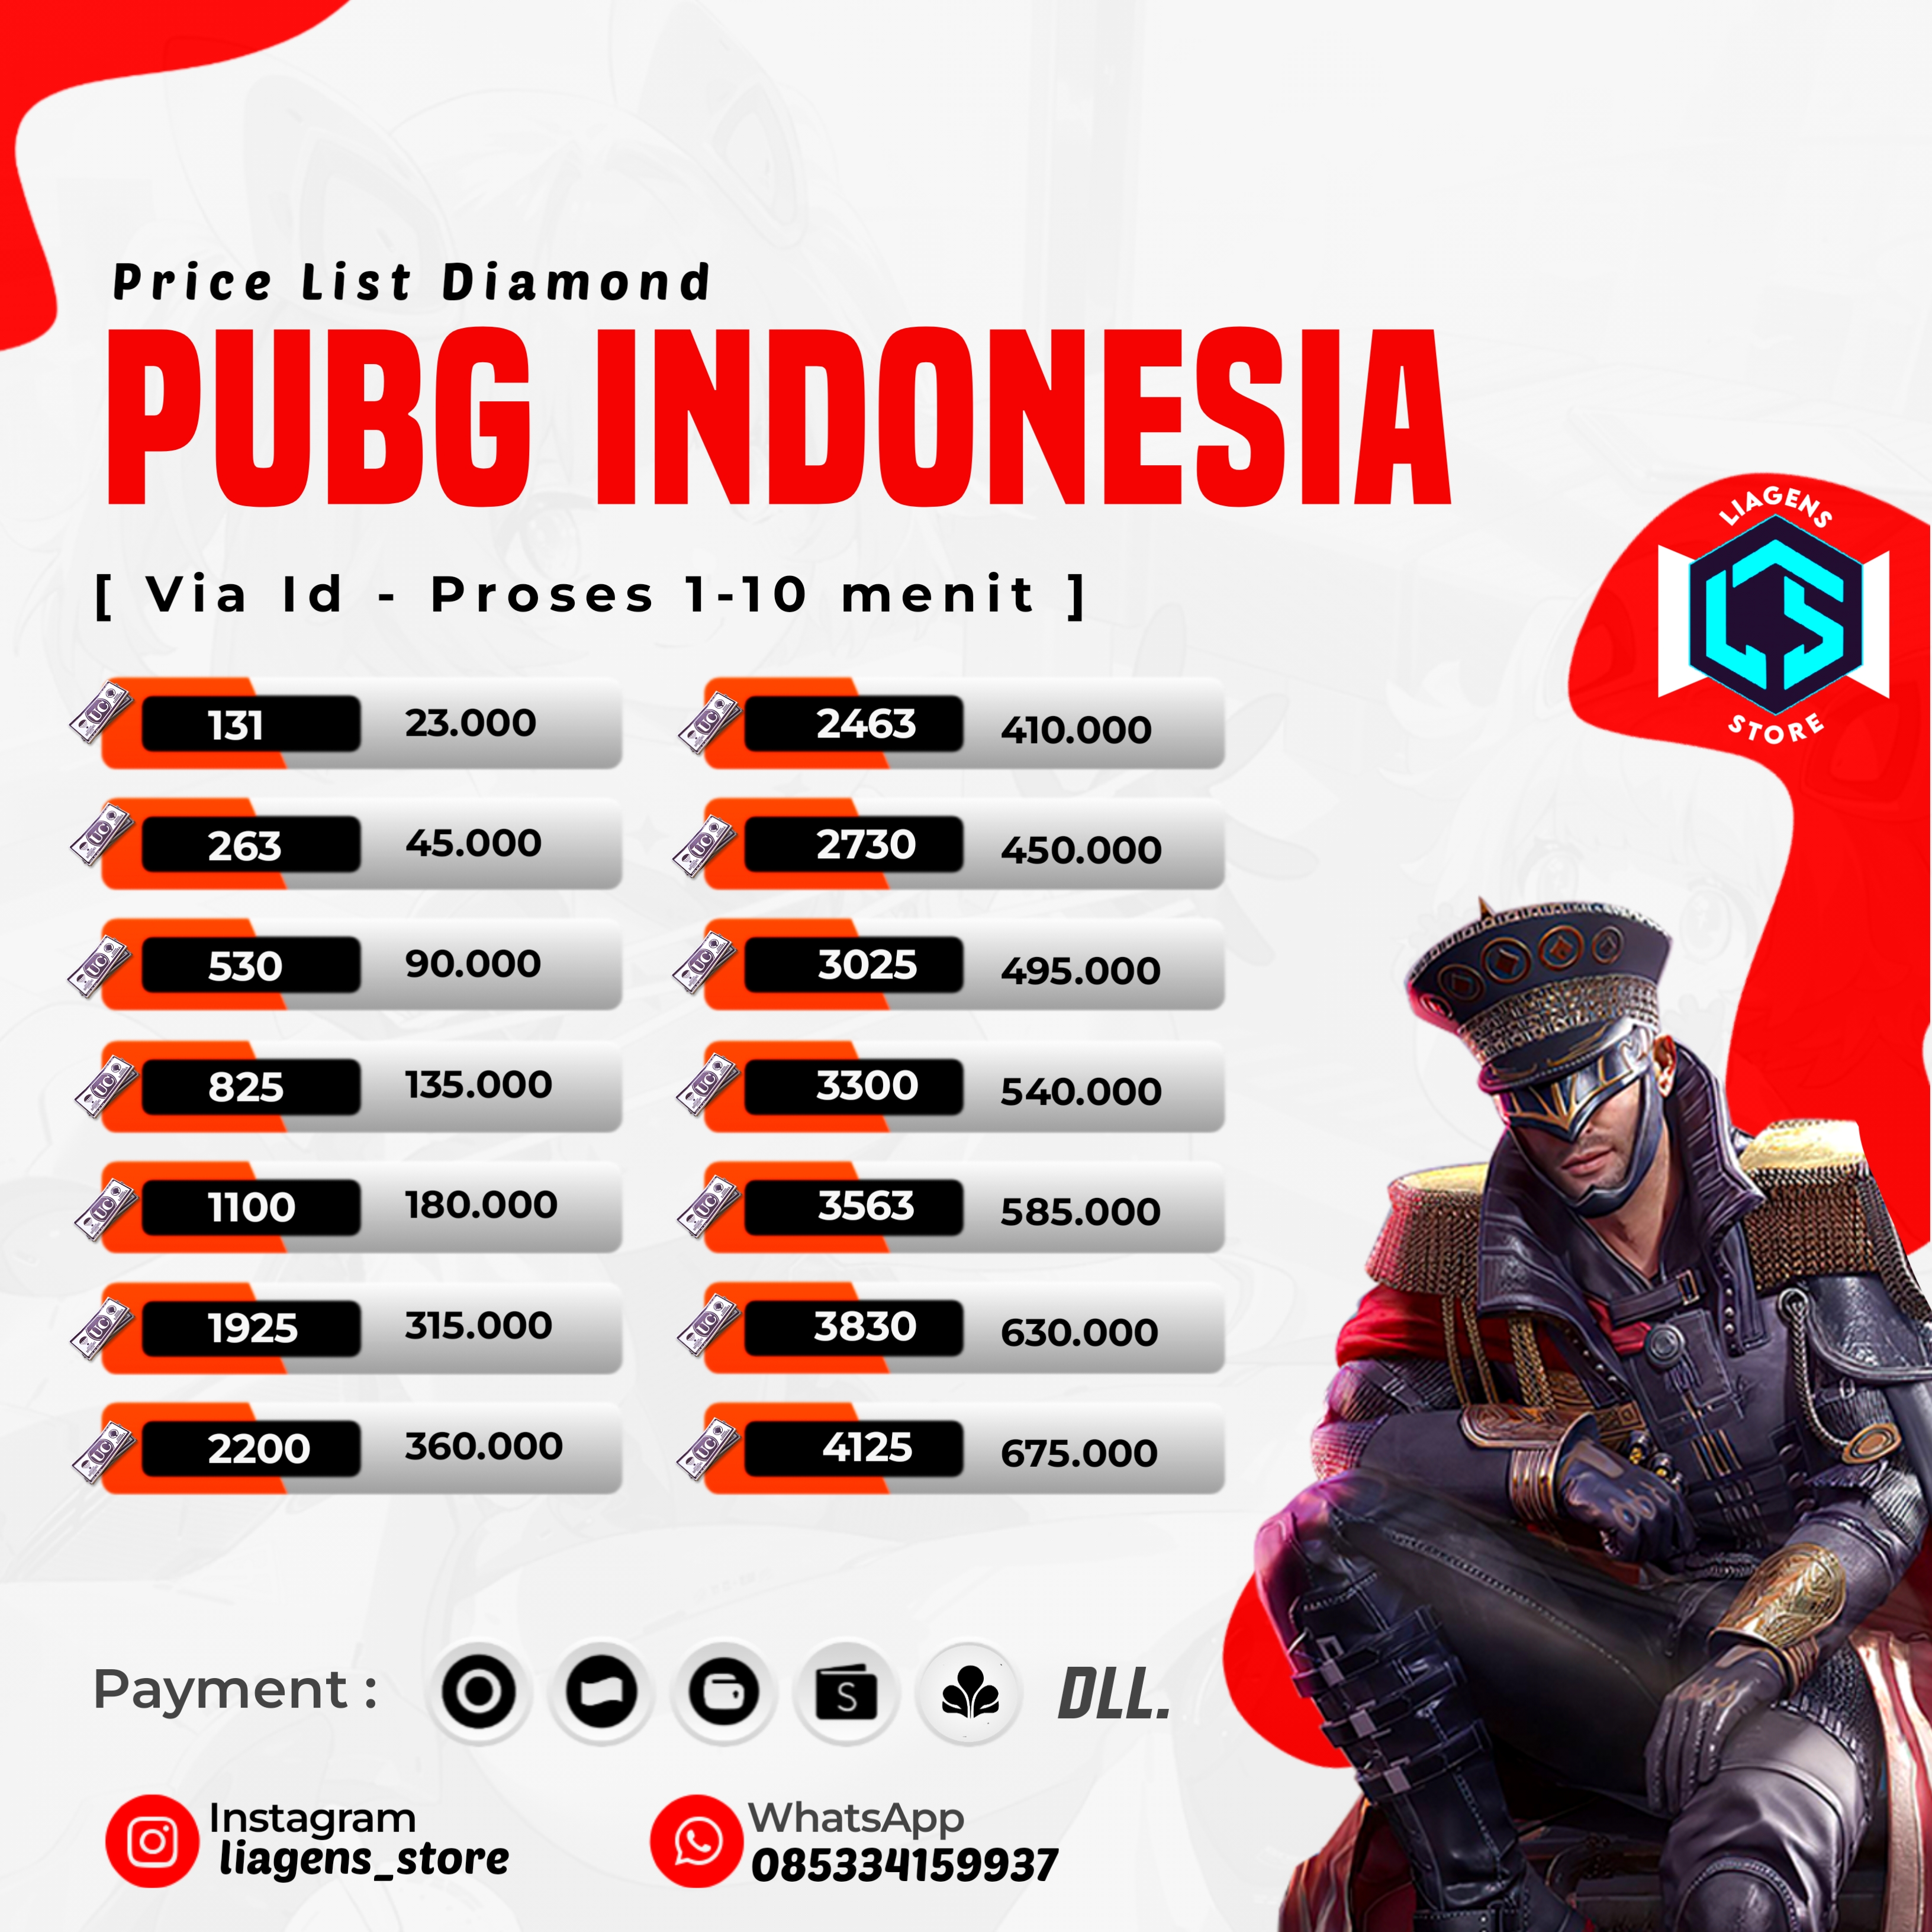 Price List Diamond
PUBG INDONESIA
[ Via Id - Proses 1-10 menit ]
LIAGENS
LS
STORE
131 23.000
263 45.000
530 90.000
825 135.000
1100 180.000
1925 315.000
2200 360.000
2463 410.000
2730 450.000
3025 495.000
3300 540.000
3563 585.000
3830 630.000
4125 675.000
Payment : S DLL.
Instagram
liagens_store
WhatsApp
085334159937